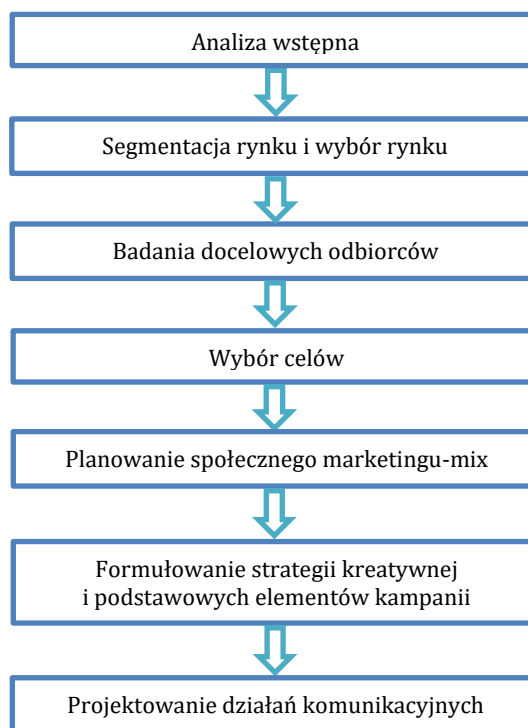 Analiza wstępna
Segmentacja rynku i wybór rynku
Badania docelowych odbiorców
Wybór celów
Planowanie społecznego marketingu-mix
Formułowanie strategii kreatywnej
i podstawowych elementów kampanii
Projektowanie działań komunikacyjnych